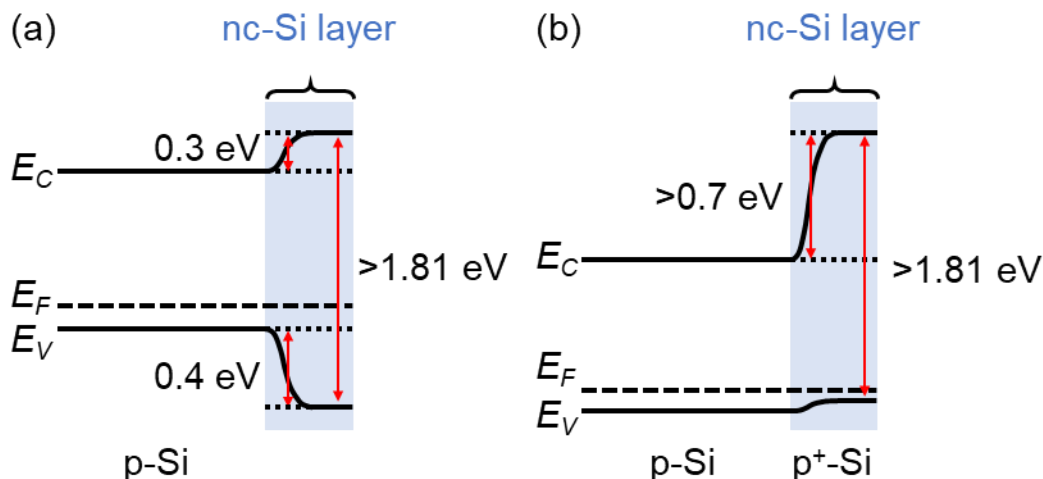 (a)
nc-Si layer
0.3 eV
E_C
>1.81 eV
E_F
E_V
0.4 eV
p-Si
(b)
nc-Si layer
>0.7 eV
E_C
>1.81 eV
E_F
E_V
p-Si
p⁺-Si